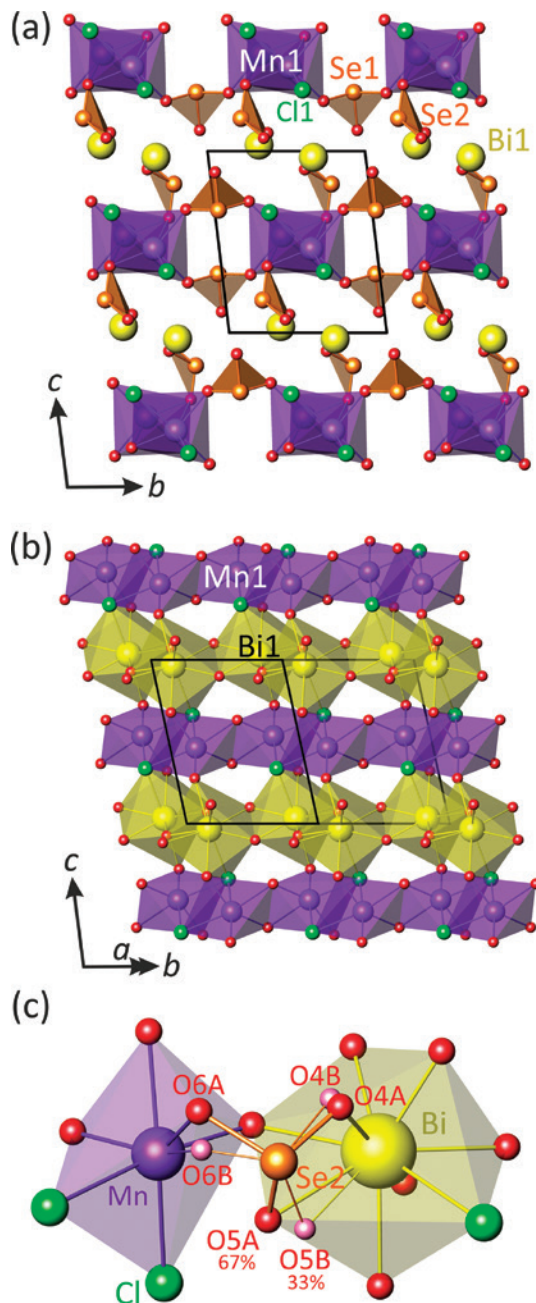 (a)
Mn1
Se1
Cl1
Se2
Bi1
c
b
(b)
Mn1
Bi1
c
a
b
(c)
O6A
O4B
O4A
Bi
O6B
Se2
Mn
O5A
67%
O5B
33%
Cl